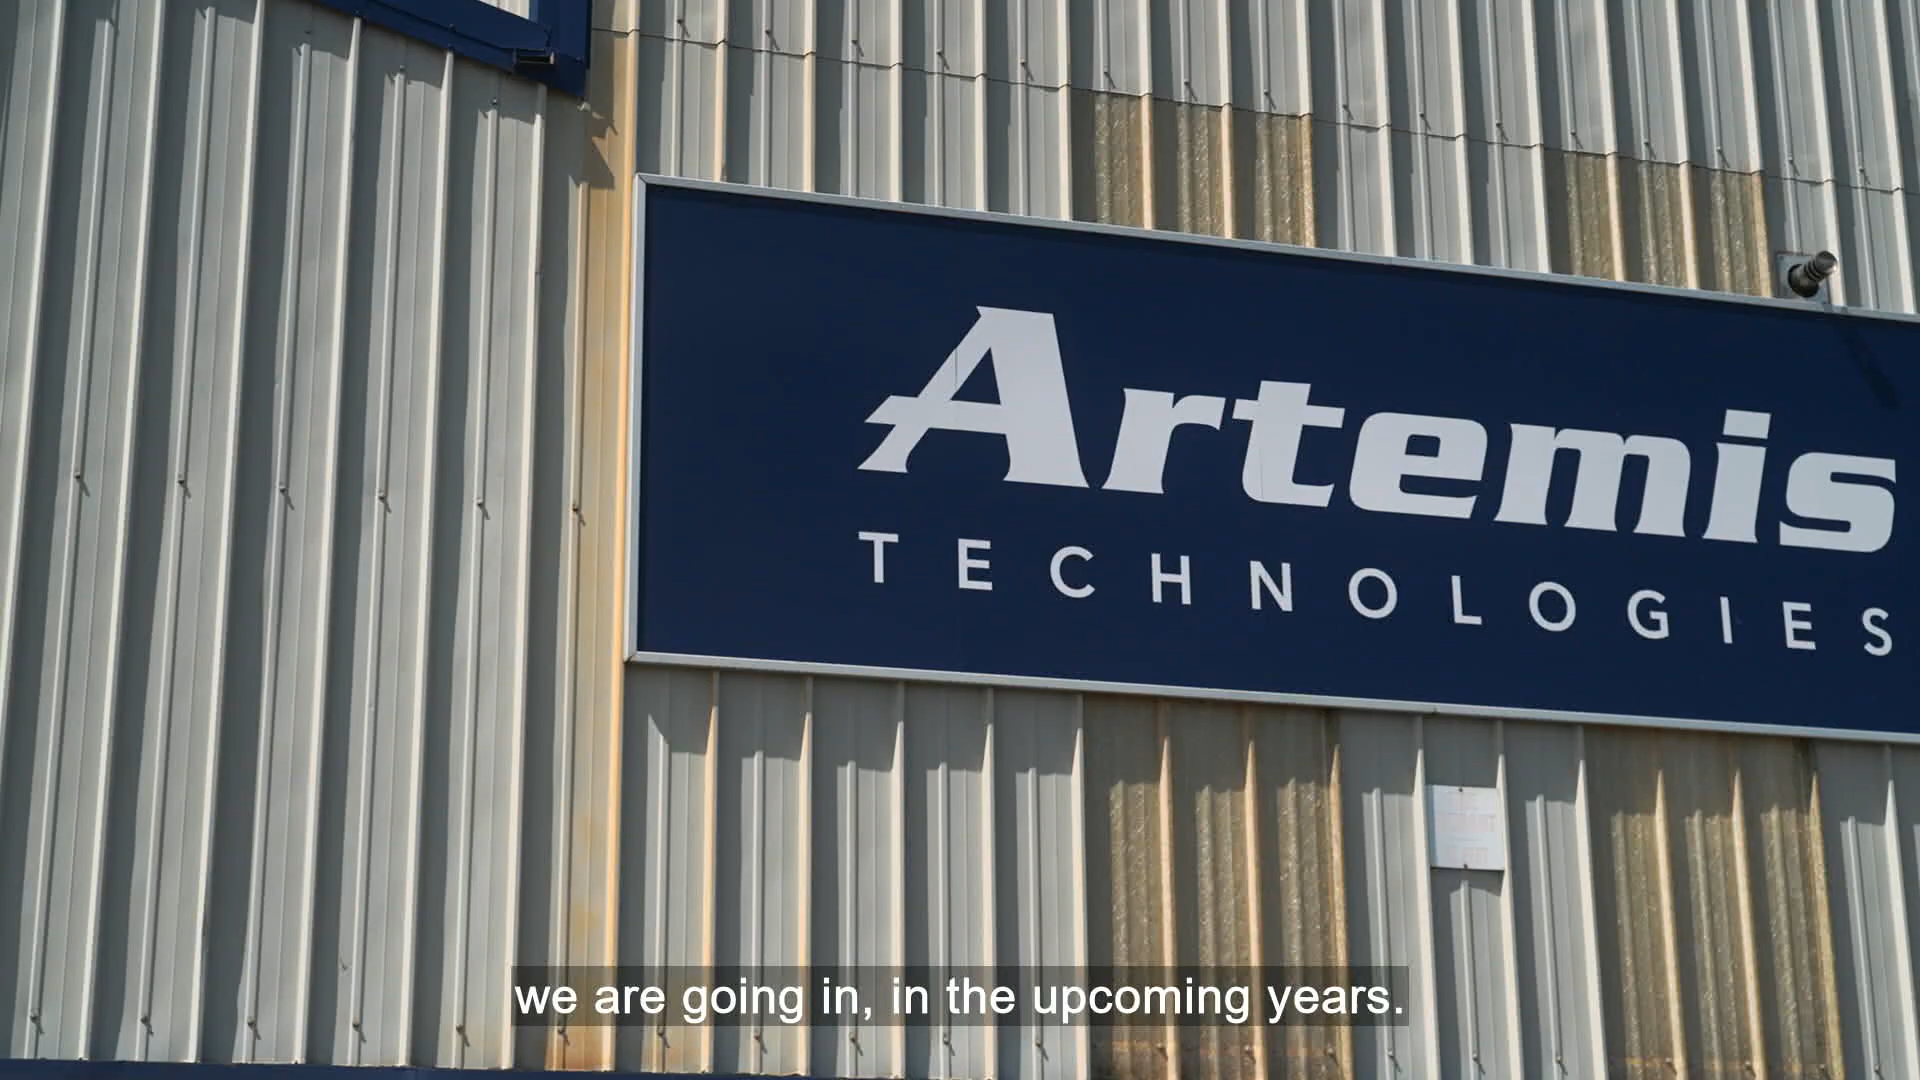 Artemis
TECHNOLOGIES
we are going in, in the upcoming years.